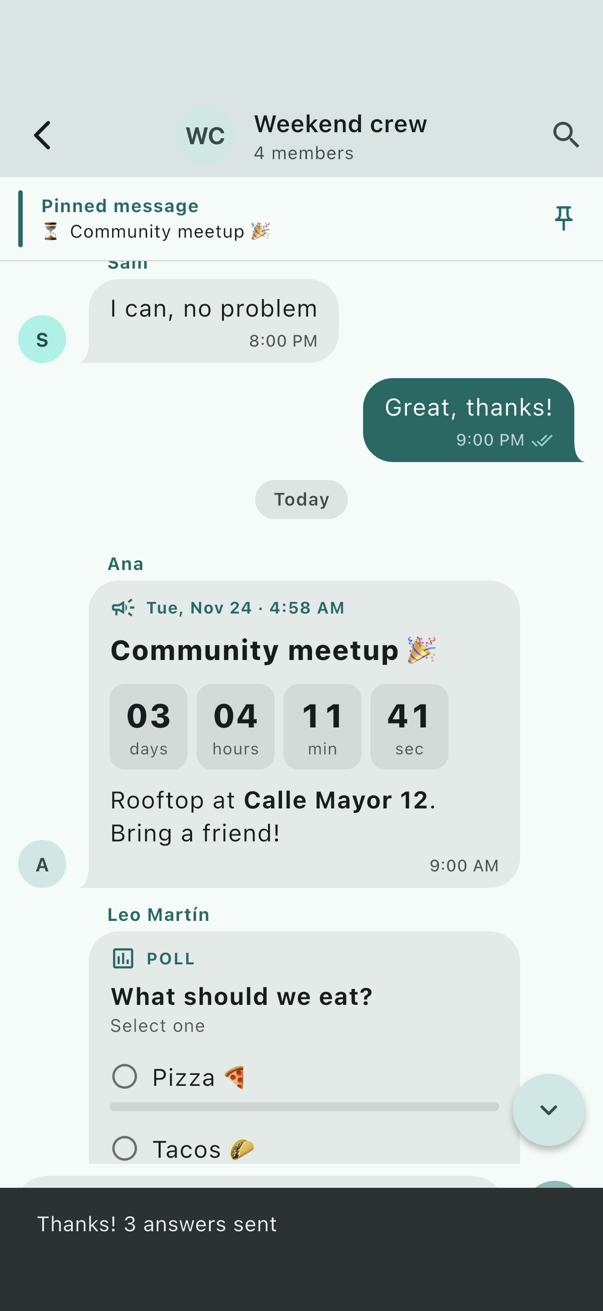 WC
Weekend crew
4 members
Pinned message
⏳ Community meetup 🎉
Sam
S
I can, no problem
8:00 PM
Great, thanks!
9:00 PM
Today
Ana
Tue, Nov 24 · 4:58 AM
Community meetup 🎉
03 04 11 41
days hours min sec
Rooftop at Calle Mayor 12.
Bring a friend!
A
9:00 AM
Leo Martín
POLL
What should we eat?
Select one
Pizza 🍕
Tacos 🌮
Thanks! 3 answers sent